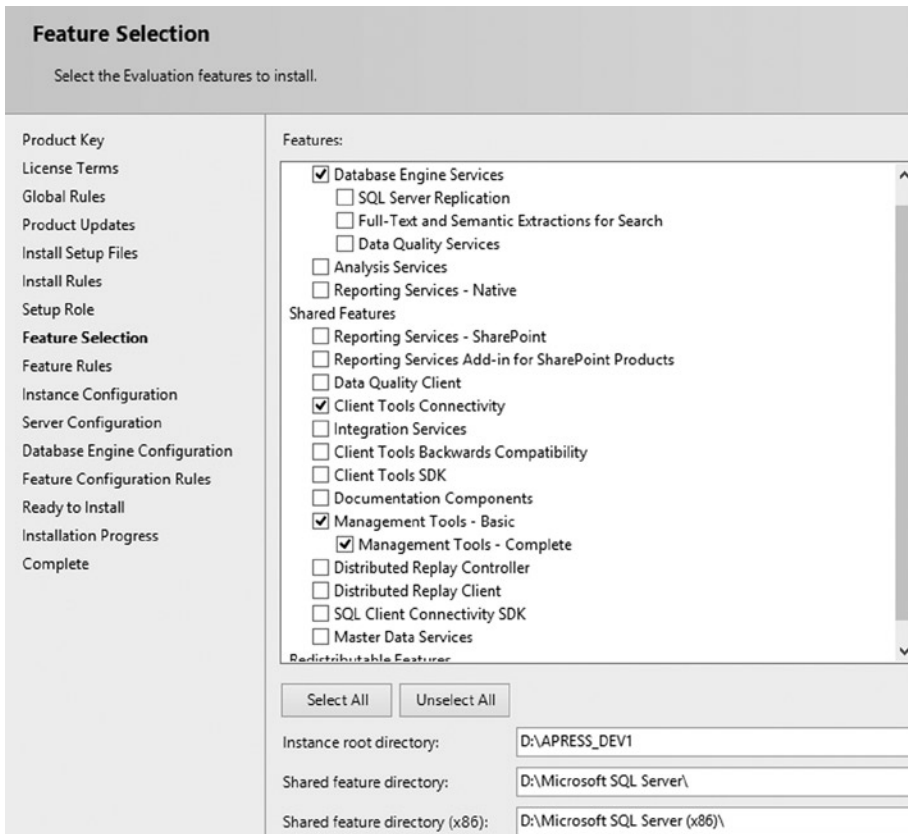 Feature Selection
Select the Evaluation features to install.
Product Key
License Terms
Global Rules
Product Updates
Install Setup Files
Install Rules
Setup Role
Feature Selection
Feature Rules
Instance Configuration
Server Configuration
Database Engine Configuration
Feature Configuration Rules
Ready to Install
Installation Progress
Complete
Features:
Database Engine Services
SQL Server Replication
Full-Text and Semantic Extractions for Search
Data Quality Services
Analysis Services
Reporting Services - Native
Shared Features
Reporting Services - SharePoint
Reporting Services Add-in for SharePoint Products
Data Quality Client
Client Tools Connectivity
Integration Services
Client Tools Backwards Compatibility
Client Tools SDK
Documentation Components
Management Tools - Basic
Management Tools - Complete
Distributed Replay Controller
Distributed Replay Client
SQL Client Connectivity SDK
Master Data Services
Redistributable Features
Select All
Unselect All
Instance root directory:
D:\APRESS_DEV1
Shared feature directory:
D:\Microsoft SQL Server\
Shared feature directory (x86):
D:\Microsoft SQL Server (x86)\